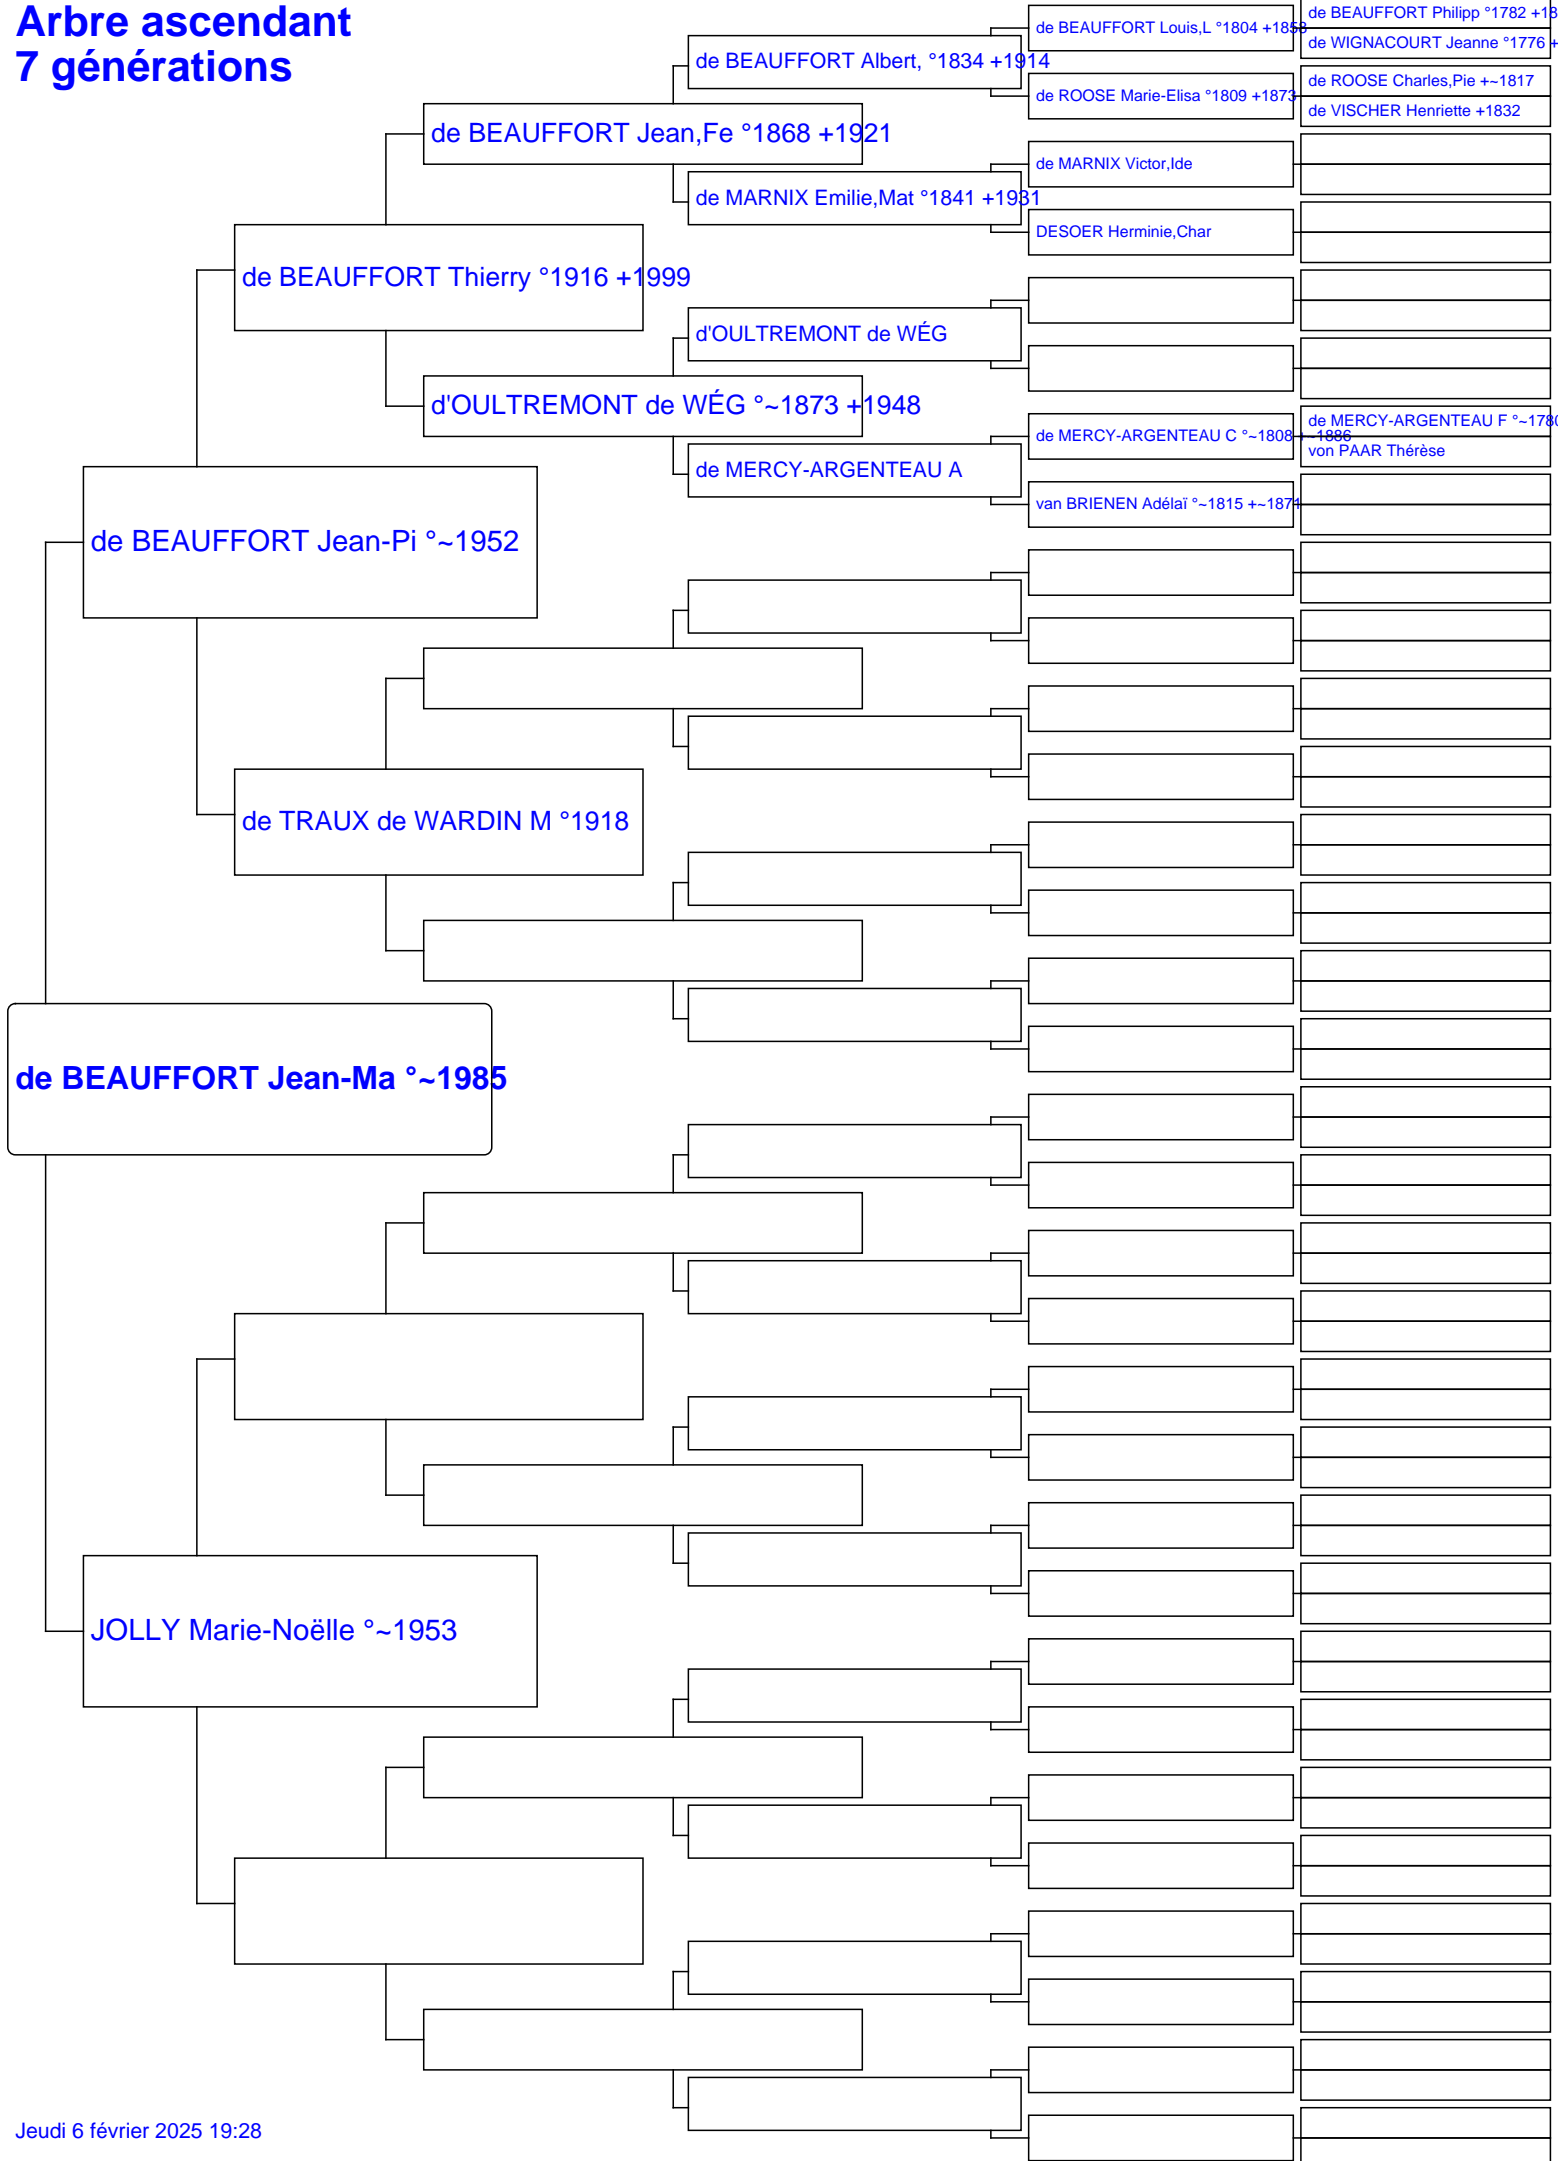 Arbre ascendant
7 générations
de BEAUFFORT Philipp °1782 +18
de BEAUFFORT Louis,L °1804 +1858
de WIGNACOURT Jeanne °1776 +
de BEAUFFORT Albert, °1834 +1914
de ROOSE Charles,Pie +~1817
de ROOSE Marie-Elisa °1809 +1873
de VISCHER Henriette +1832
de BEAUFFORT Jean,Fe °1868 +1921
de MARNIX Victor,Ide
de MARNIX Emilie,Mat °1841 +1931
DESOER Herminie,Char
de BEAUFFORT Thierry °1916 +1999
d'OULTREMONT de WÉG
d'OULTREMONT de WÉG °~1873 +1948
de MERCY-ARGENTEAU F °~1780
de MERCY-ARGENTEAU C °~1808 +~1886
von PAAR Thérèse
de MERCY-ARGENTEAU A
van BRIENEN Adélaï °~1815 +~1871
de BEAUFFORT Jean-Pi °~1952
de TRAUX de WARDIN M °1918
de BEAUFFORT Jean-Ma °~1985
JOLLY Marie-Noëlle °~1953
Jeudi 6 février 2025 19:28